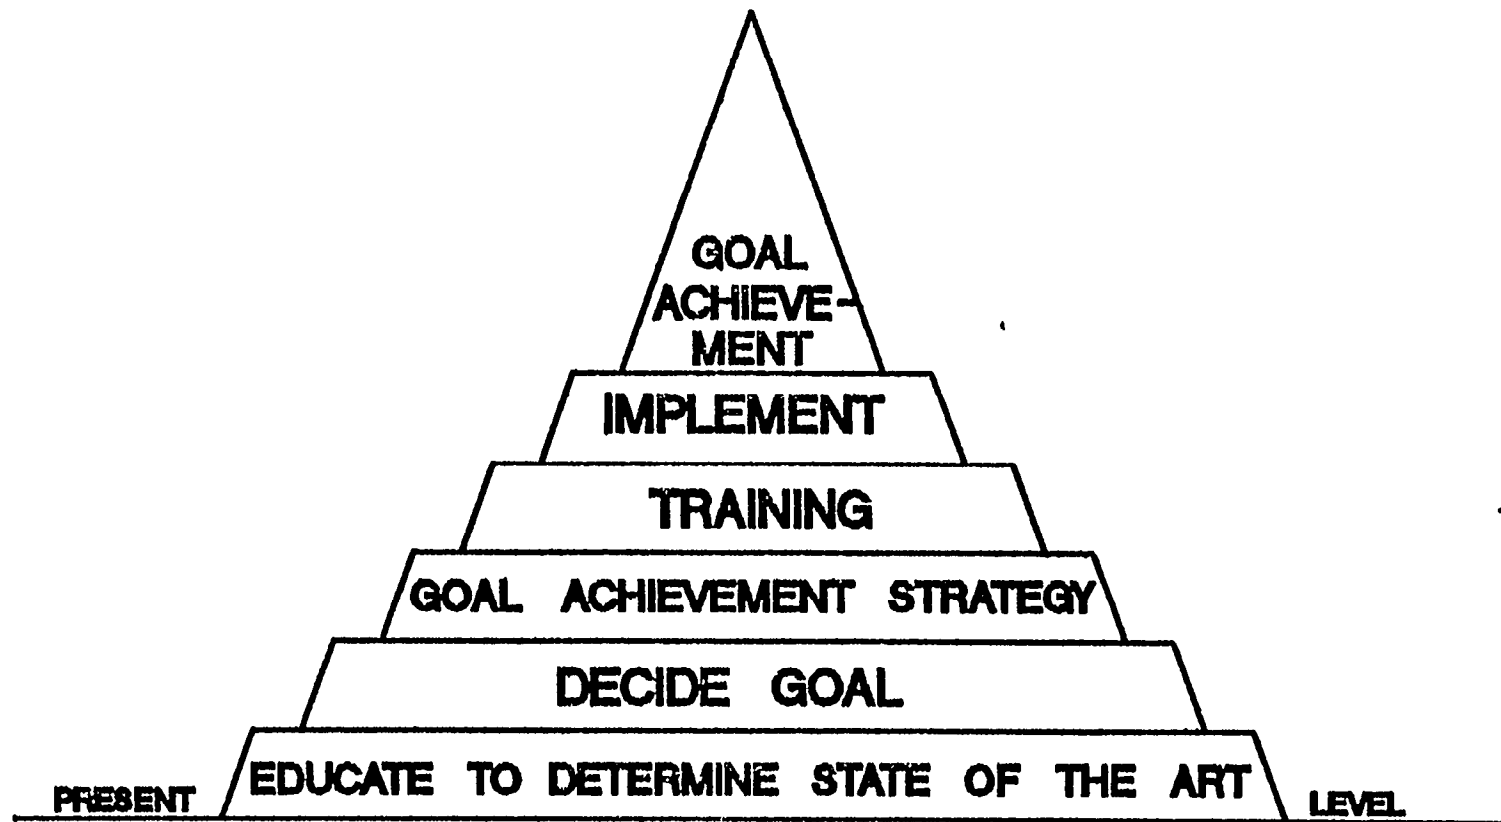 GOAL
ACHIEVE-
MENT
IMPLEMENT
TRAINING
GOAL ACHIEVEMENT STRATEGY
DECIDE GOAL
EDUCATE TO DETERMINE STATE OF THE ART
PRESENT LEVEL